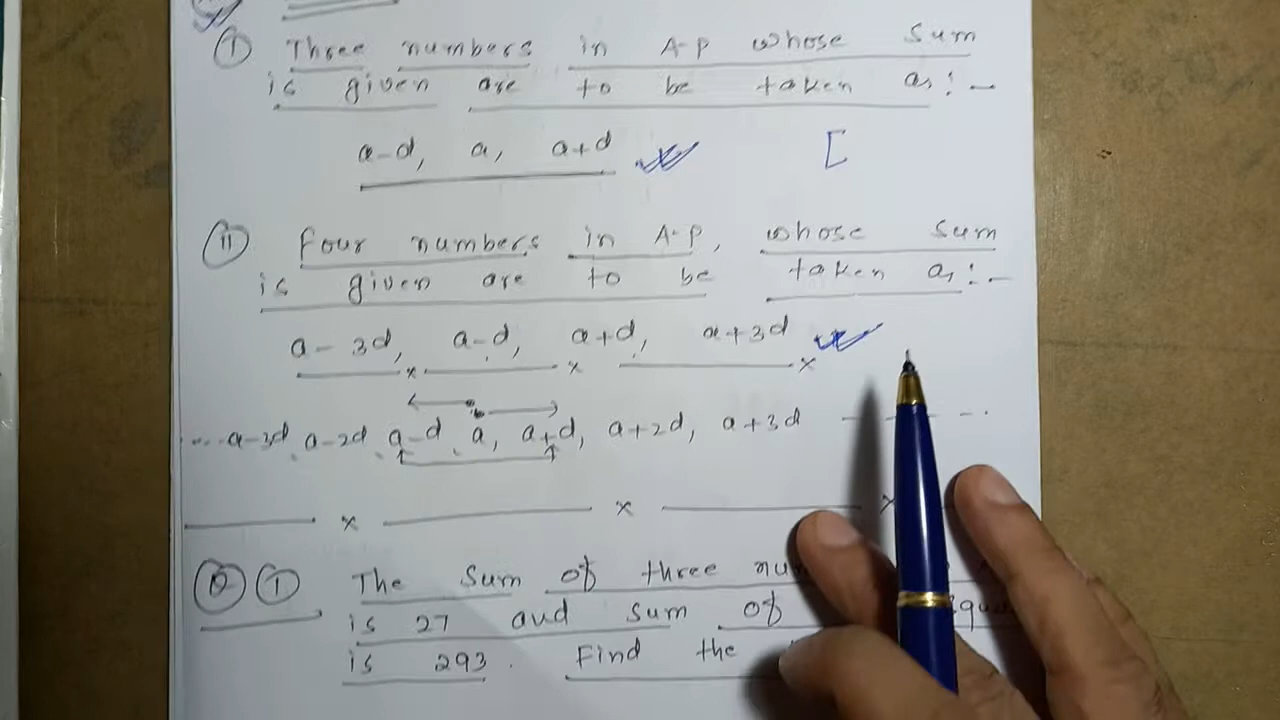 I Three numbers in A-P whose sum
is given are to be taken as:-
a-d, a, a+d [
II Four numbers in A-P, whose sum
is given are to be taken as:-
a-3d, a-d, a+d, a+3d
... a-3d a-2d a-d a, a+d, a+2d, a+3d ...
x x x
Q I The sum of three
is 27 and sum of
is 293. Find the